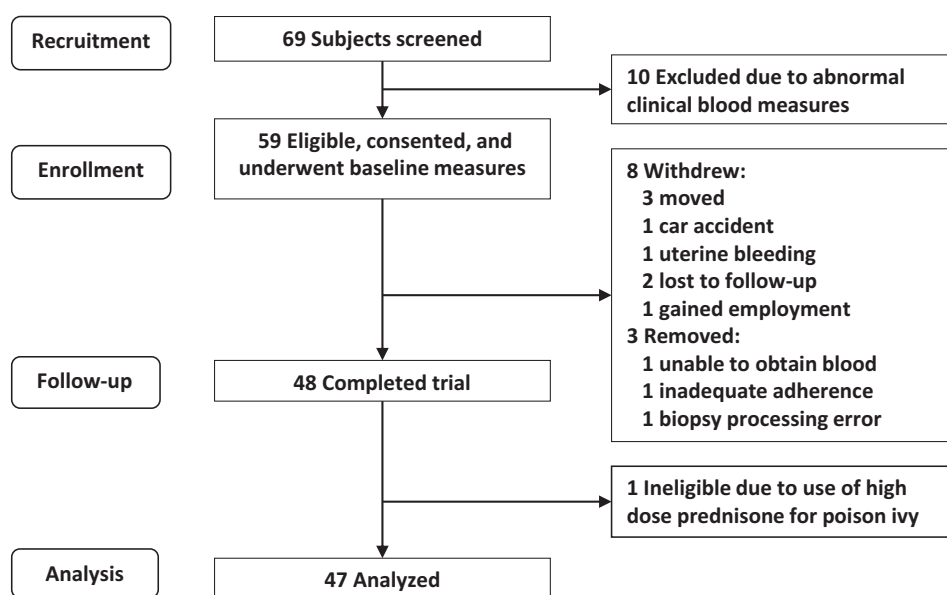 Recruitment
69 Subjects screened
10 Excluded due to abnormal
clinical blood measures
Enrollment
59 Eligible, consented, and
underwent baseline measures
8 Withdrew:
3 moved
1 car accident
1 uterine bleeding
2 lost to follow-up
1 gained employment
3 Removed:
1 unable to obtain blood
1 inadequate adherence
1 biopsy processing error
Follow-up
48 Completed trial
1 Ineligible due to use of high
dose prednisone for poison ivy
Analysis
47 Analyzed